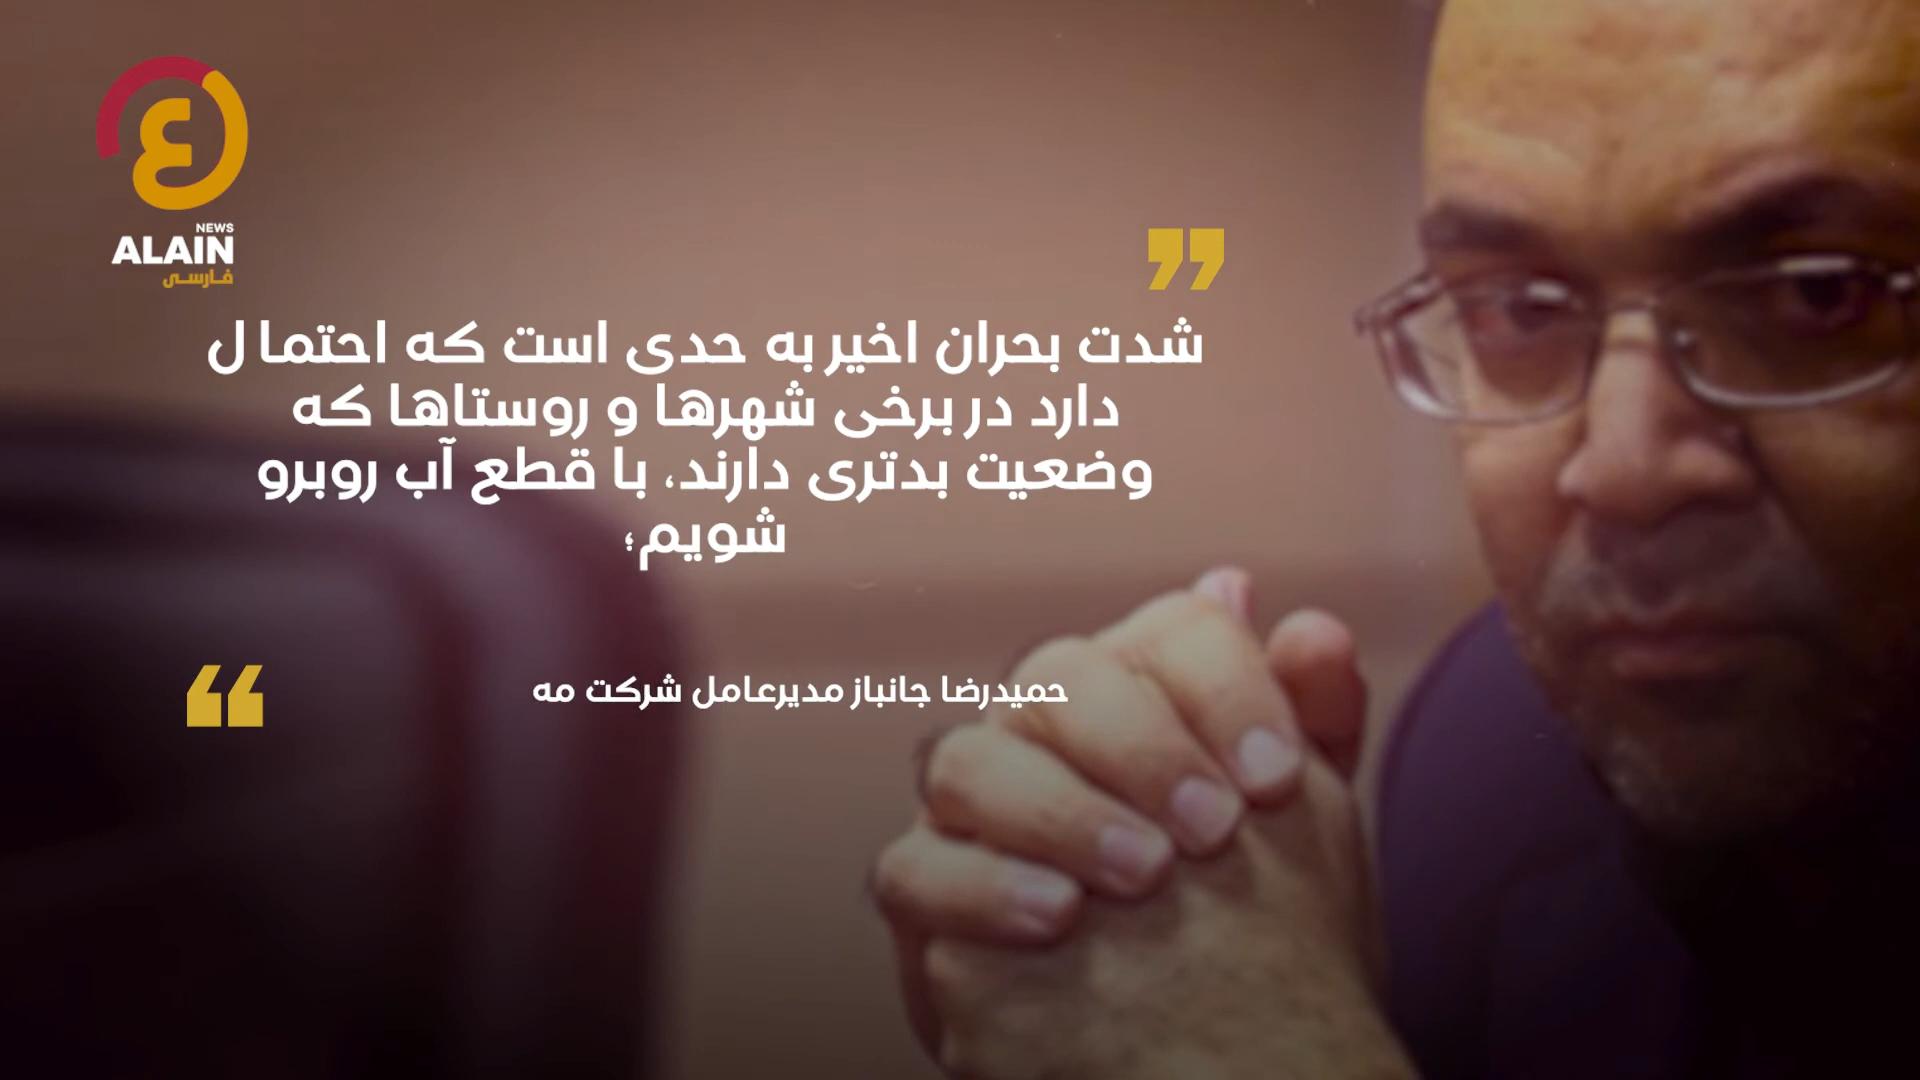 NEWS
ALAIN
فارسی
شدت بحران اخیر به حدی است که احتمال
دارد در برخی شهرها و روستاها که
وضعیت بدتری دارند، با قطع آب روبرو
شویم؛
حمیدرضا جانباز مدیرعامل شرکت مه